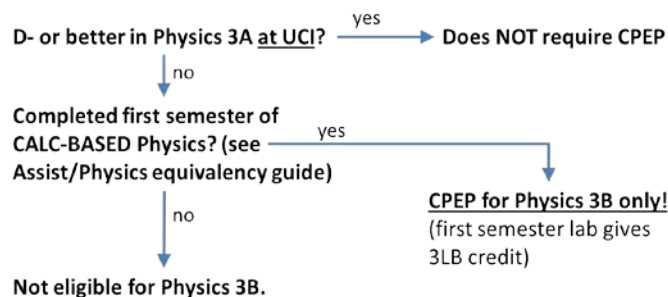 D- or better in Physics 3A at UCI?
yes
Does NOT require CPEP
no
Completed first semester of
CALC-BASED Physics? (see
Assist/Physics equivalency guide)
yes
CPEP for Physics 3B only!
(first semester lab gives
3LB credit)
no
Not eligible for Physics 3B.